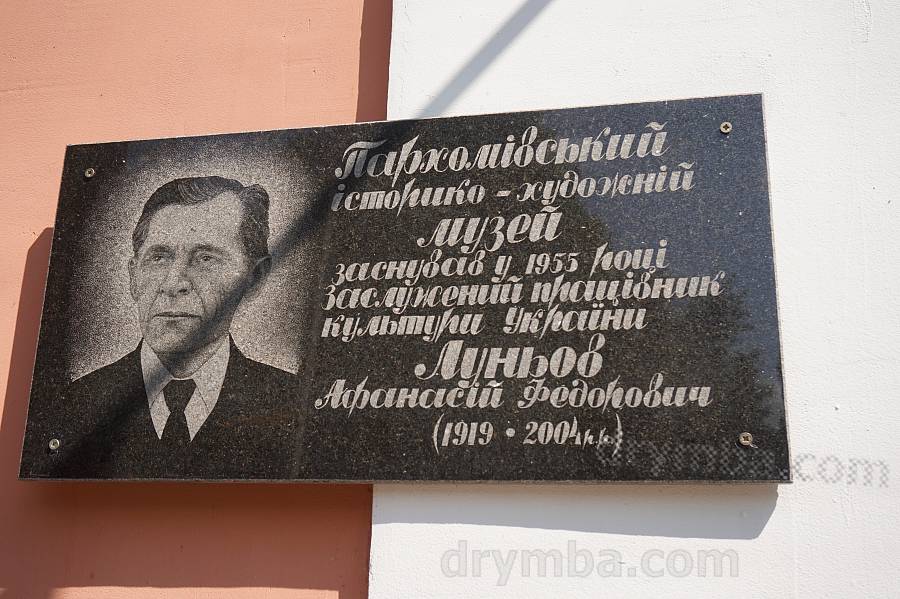 Пархомівський
історико - художній
музей
заснував у 1955 році
заслужений працівник
культури України
Луньов
Афанасій Федорович
(1919 • 2004р.р.)
drymba.com
drymba.com